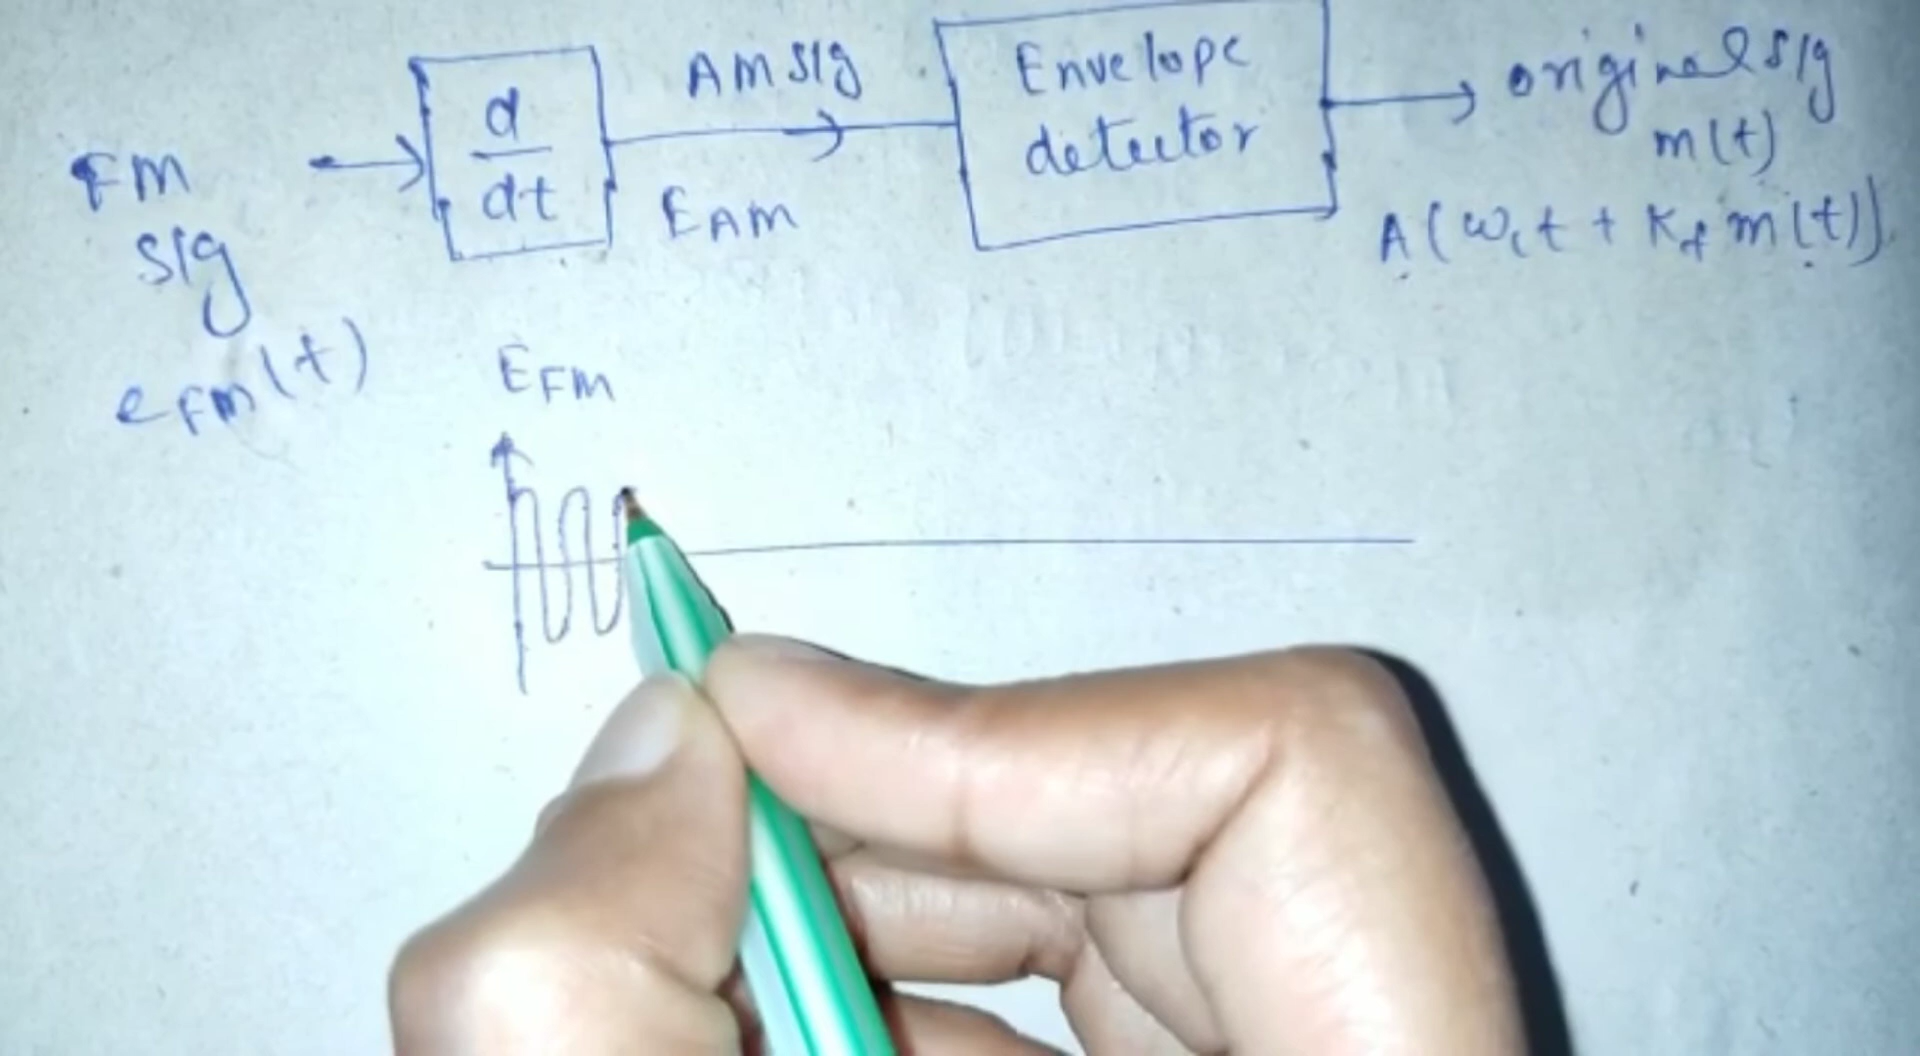 FM
sig
eFM(t)
d
dt
AM sig
EAM
Envelope
detector
original sig
m(t)
A(ωct + Kf m(t))
EFM